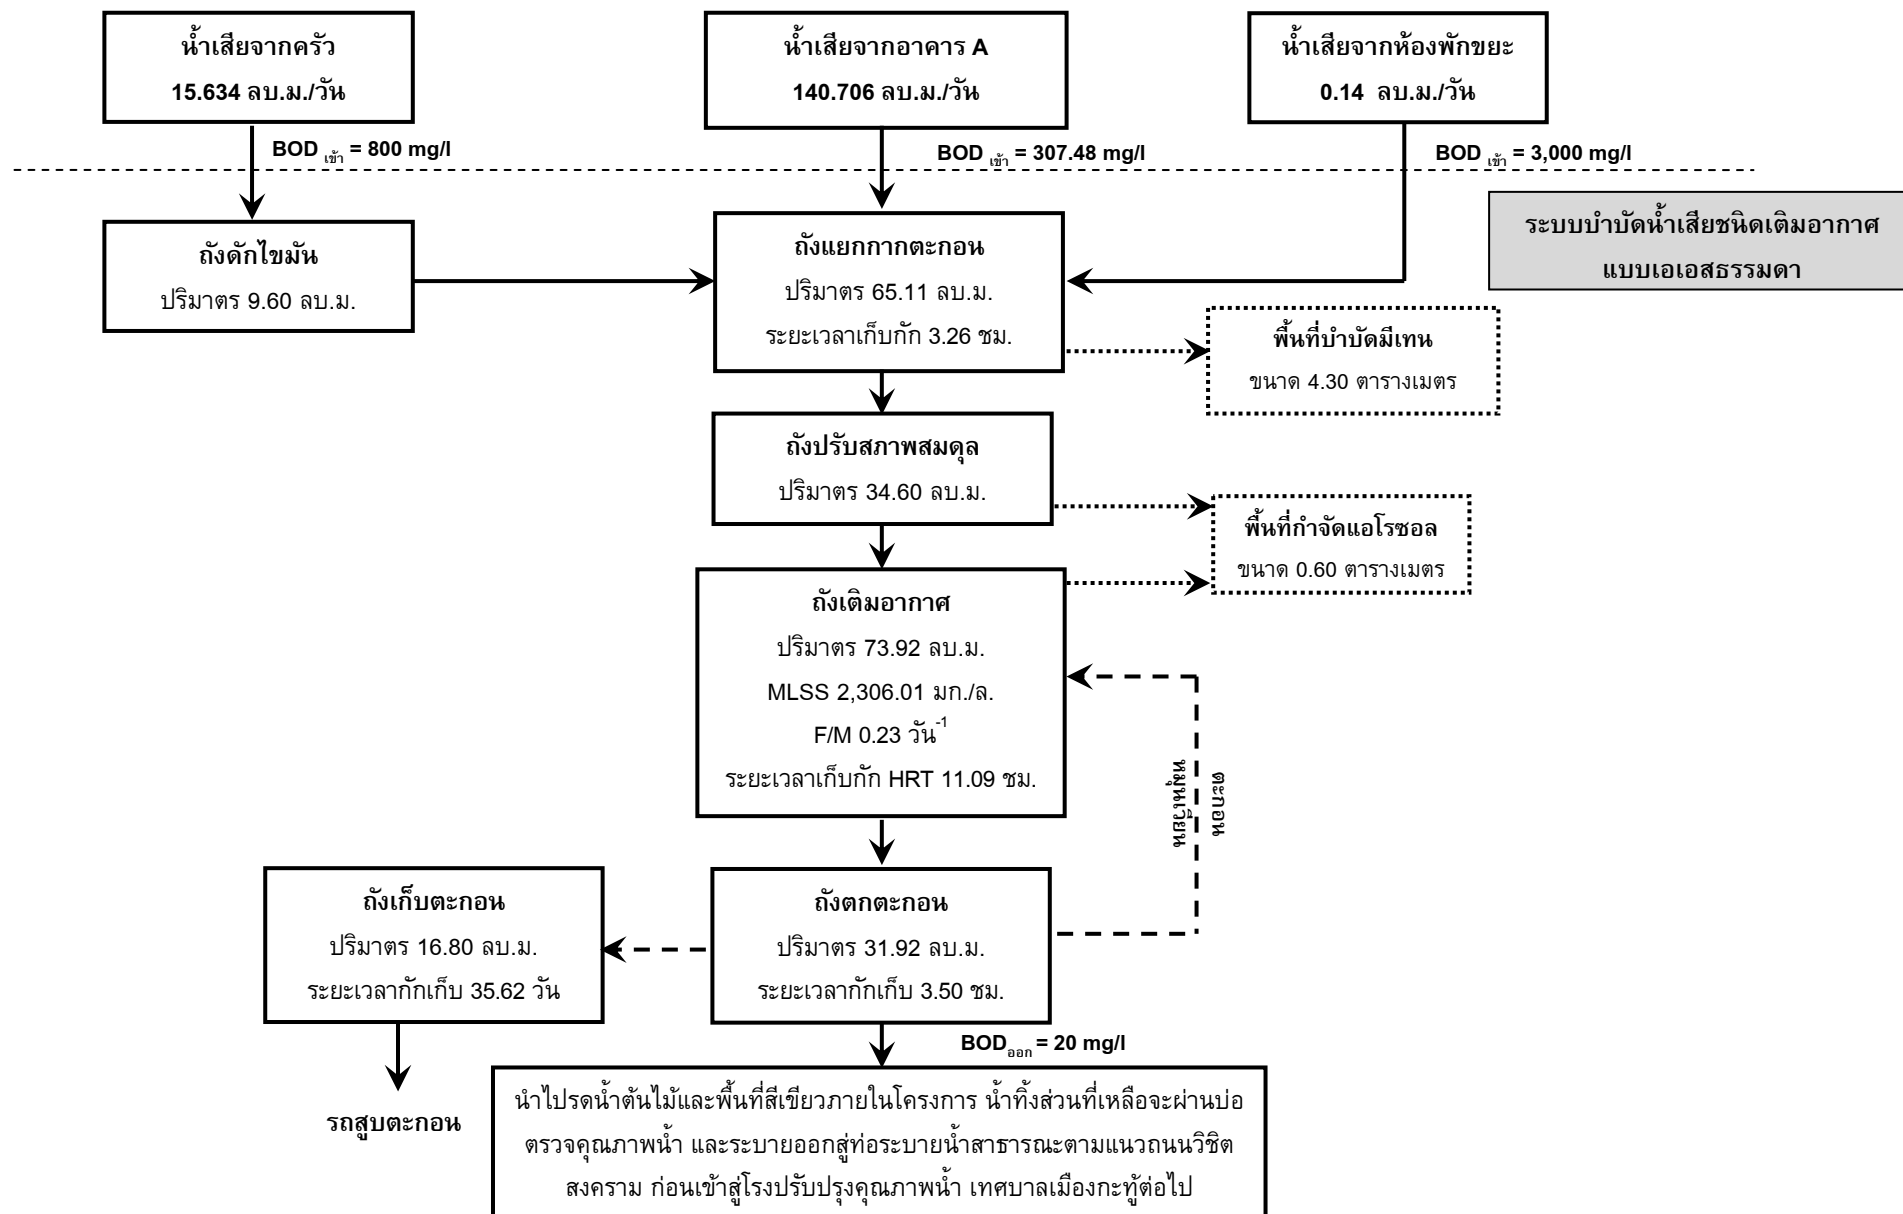 น้ำเสียจากครัว
15.634 ลบ.ม./วัน
น้ำเสียจากอาคาร A
140.706 ลบ.ม./วัน
น้ำเสียจากห้องพักขยะ
0.14 ลบ.ม./วัน
BOD เข้า = 800 mg/l
BOD เข้า = 307.48 mg/l
BOD เข้า = 3,000 mg/l
ระบบบำบัดน้ำเสียชนิดเติมอากาศ
แบบเอเอสธรรมดา
ถังดักไขมัน
ปริมาตร 9.60 ลบ.ม.
ถังแยกกากตะกอน
ปริมาตร 65.11 ลบ.ม.
ระยะเวลาเก็บกัก 3.26 ชม.
พื้นที่บำบัดมีเทน
ขนาด 4.30 ตารางเมตร
ถังปรับสภาพสมดุล
ปริมาตร 34.60 ลบ.ม.
พื้นที่กำจัดแอโรซอล
ขนาด 0.60 ตารางเมตร
ถังเติมอากาศ
ปริมาตร 73.92 ลบ.ม.
MLSS 2,306.01 มก./ล.
F/M 0.23 วัน-1
ระยะเวลาเก็บกัก HRT 11.09 ชม.
ตะกอน
หมุนเวียน
ถังเก็บตะกอน
ปริมาตร 16.80 ลบ.ม.
ระยะเวลากักเก็บ 35.62 วัน
ถังตกตะกอน
ปริมาตร 31.92 ลบ.ม.
ระยะเวลากักเก็บ 3.50 ชม.
BODออก = 20 mg/l
รถสูบตะกอน
นำไปรดน้ำต้นไม้และพื้นที่สีเขียวภายในโครงการ น้ำทิ้งส่วนที่เหลือจะผ่านบ่อ
ตรวจคุณภาพน้ำ และระบายออกสู่ท่อระบายน้ำสาธารณะตามแนวถนนวิชิต
สงคราม ก่อนเข้าสู่โรงปรับปรุงคุณภาพน้ำ เทศบาลเมืองกะทู้ต่อไป